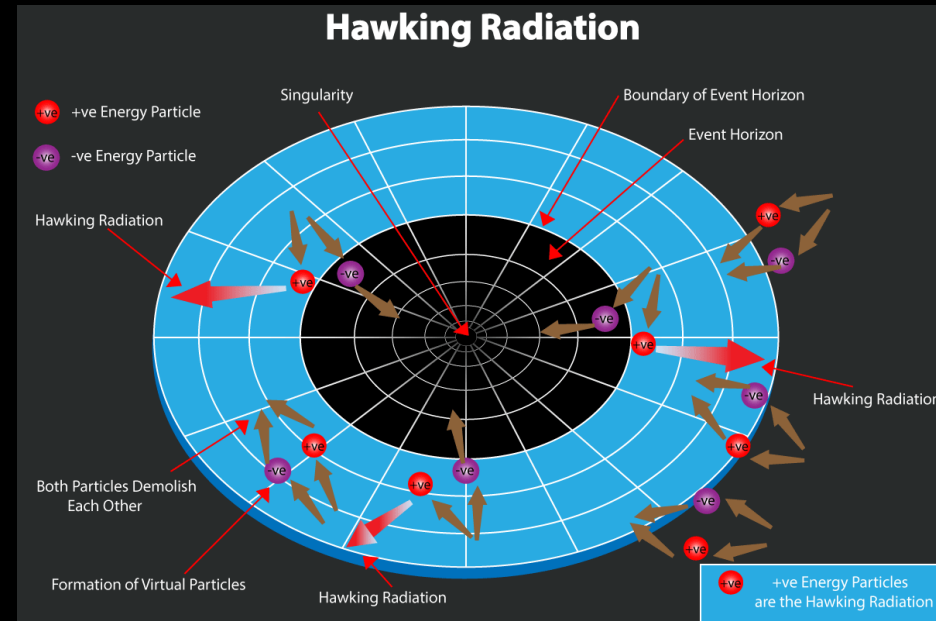 Hawking Radiation
Singularity
Boundary of Event Horizon
+ve
+ve Energy Particle
Event Horizon
-ve
-ve Energy Particle
Hawking Radiation
+ve
-ve
+ve
-ve
-ve
+ve
Hawking Radiation
-ve
+ve
+ve
-ve
-ve
+ve
Both Particles Demolish
Each Other
-ve
+ve
Formation of Virtual Particles
Hawking Radiation
+ve
+ve Energy Particles
are the Hawking Radiation